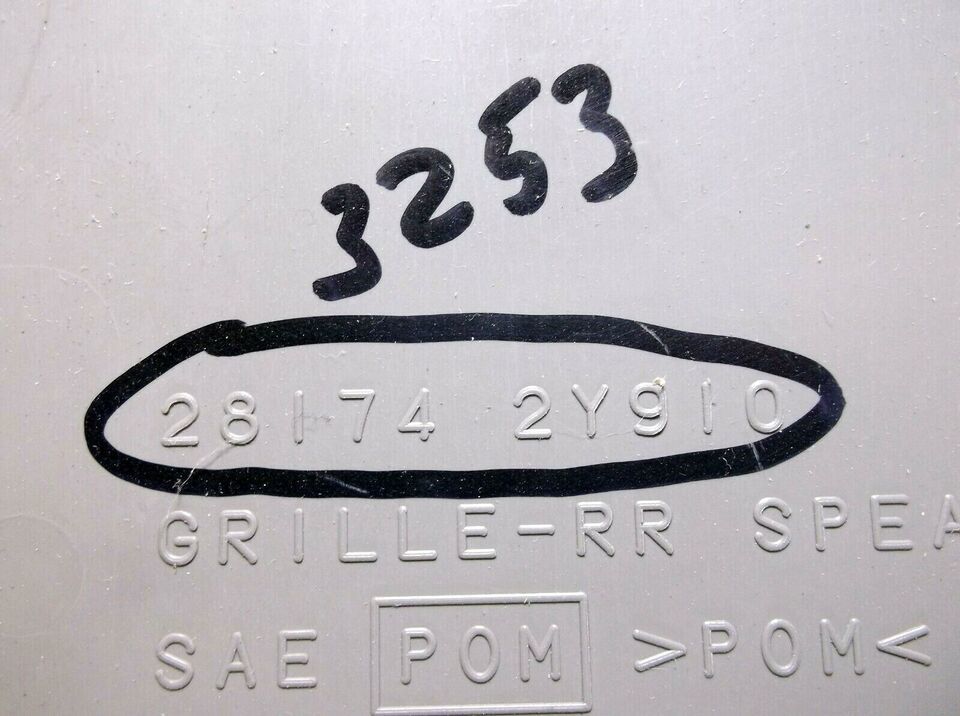 3253
28174 2Y910
GRILLE-RR SPEA
SAE POM >POM<